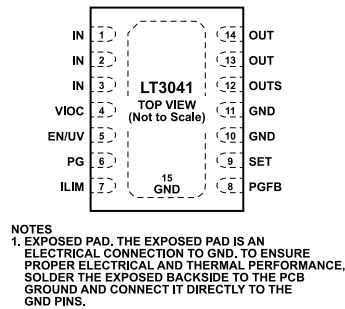 IN 1 14 OUT
IN 2 13 OUT
IN 3 12 OUTS
VIOC 4 11 GND
EN/UV 5 10 GND
PG 6 9 SET
ILIM 7 8 PGFB
LT3041
TOP VIEW
(Not to Scale)
15
GND
NOTES
1. EXPOSED PAD. THE EXPOSED PAD IS AN
ELECTRICAL CONNECTION TO GND. TO ENSURE
PROPER ELECTRICAL AND THERMAL PERFORMANCE,
SOLDER THE EXPOSED BACKSIDE TO THE PCB
GROUND AND CONNECT IT DIRECTLY TO THE
GND PINS.